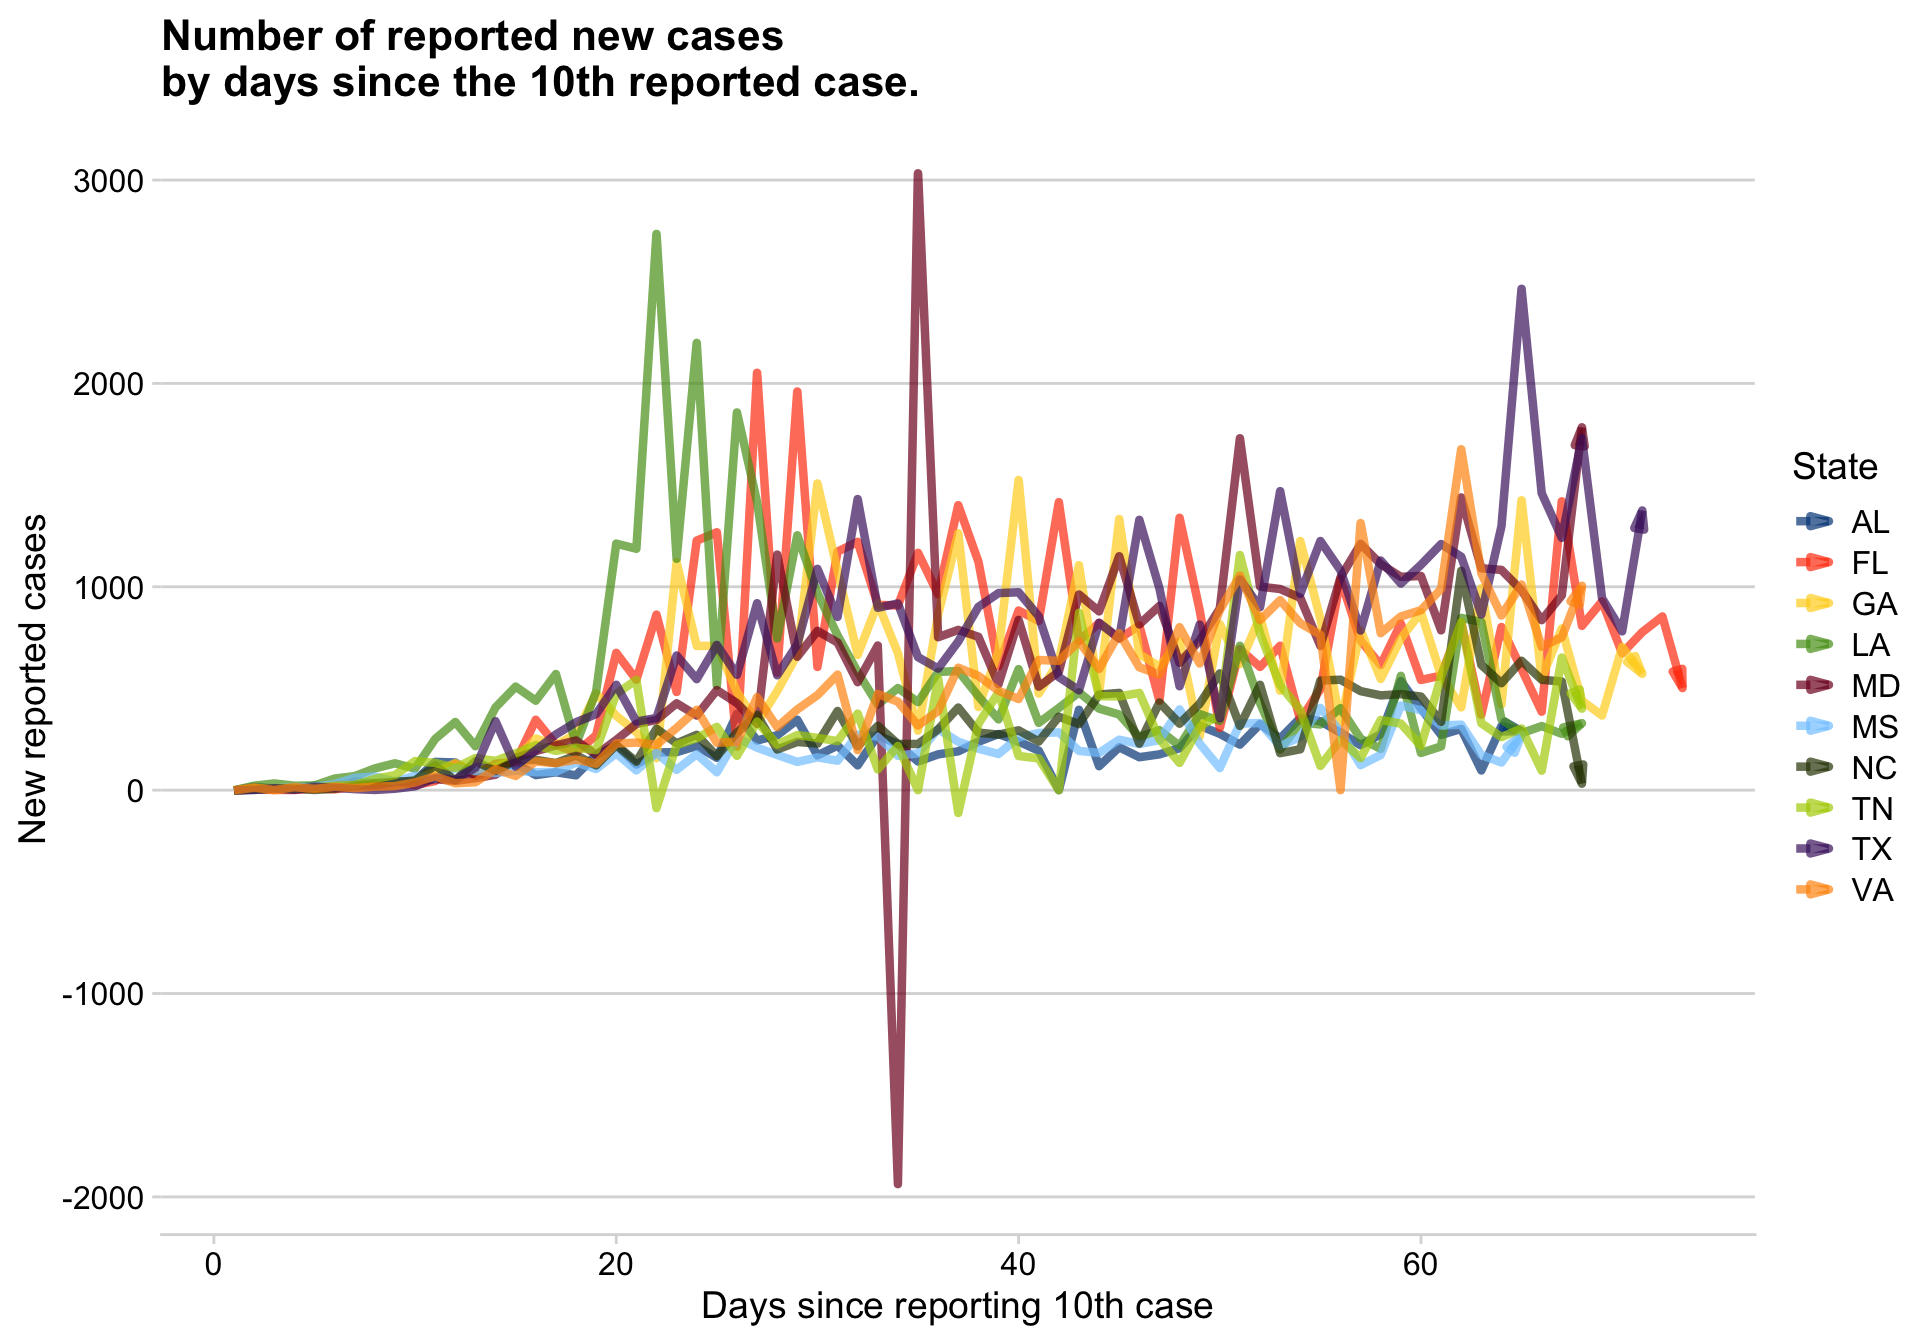 Number of reported new cases
by days since the 10th reported case.
3000
2000
1000
0
-1000
-2000
New reported cases
0
20
40
60
Days since reporting 10th case
State
AL
FL
GA
LA
MD
MS
NC
TN
TX
VA